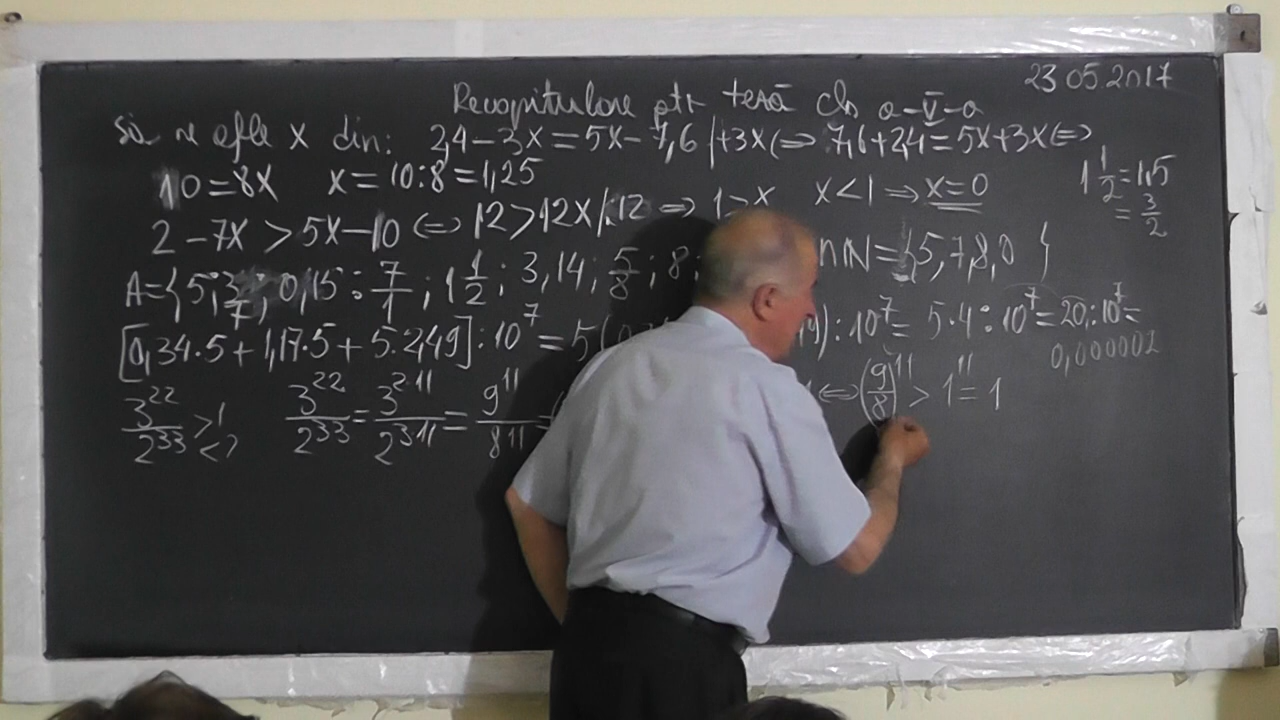 23 05.2017
Recapitulare ptr teză cls a-V-a
Să se afle x din: 2,4-3x=5x-7,6 |+3x(⇔ 7,6+2,4=5x+3x⇔
10=8x x=10:8=1,25
1 1/2=1,5
=3/2
2-7x>5x-10⇔12>12x|:12⇒1>x x<1⇒x=0
A={5; 3/7; 0,15; 7/1; 1 1/2; 3,14; 5/8; 8; ∩ℕ={5,7,8,0 }
[0,34·5+1,17·5+5·2,49]:10⁷=5( ):10⁷= 5·4:10⁷=20:10⁷=
0,000002
3²²/2³³ >1 <? 3²²/2³³=3²·¹¹/2³·¹¹=9¹¹/8¹¹= ⇔(9/8)¹¹>1¹¹=1